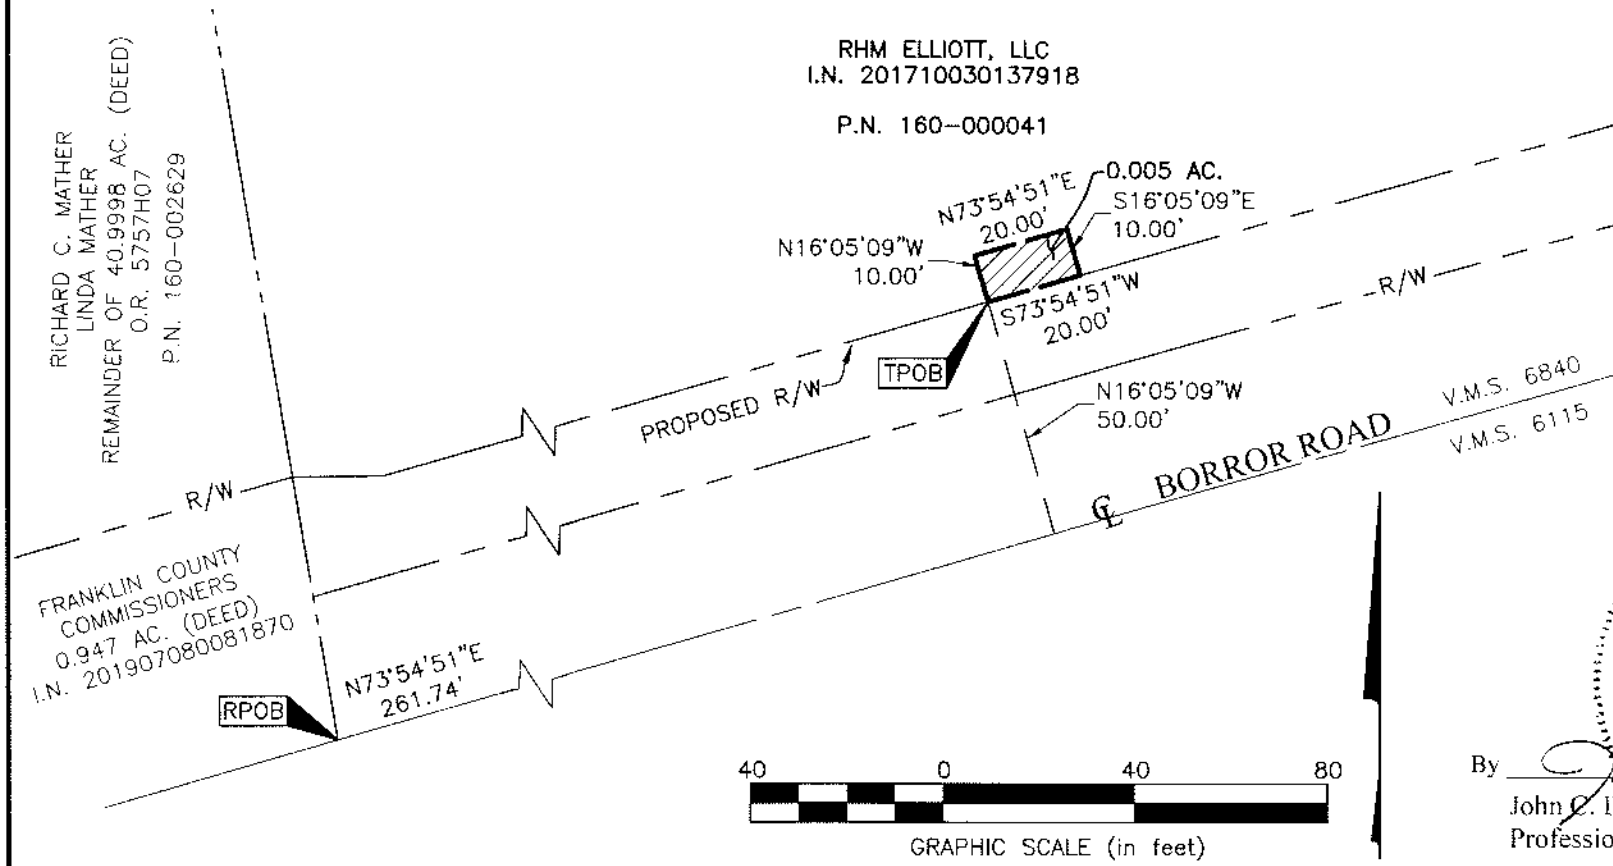 RHM ELLIOTT, LLC
I.N. 201710030137918
P.N. 160-000041
RICHARD C. MATHER
LINDA MATHER
REMAINDER OF 40.9998 AC. (DEED)
O.R. 5757H07
P.N. 160-002629
0.005 AC.
N73°54'51"E
20.00'
S16°05'09"E
10.00'
N16°05'09"W
10.00'
S73°54'51"W
20.00'
TPOB
PROPOSED R/W
R/W
R/W
N16°05'09"W
50.00'
V.M.S. 6840
V.M.S. 6115
℄ BORROR ROAD
FRANKLIN COUNTY
COMMISSIONERS
0.947 AC. (DEED)
I.N. 201907080081870
N73°54'51"E
261.74'
RPOB
40 0 40 80
GRAPHIC SCALE (in feet)
By
John C.
Professio